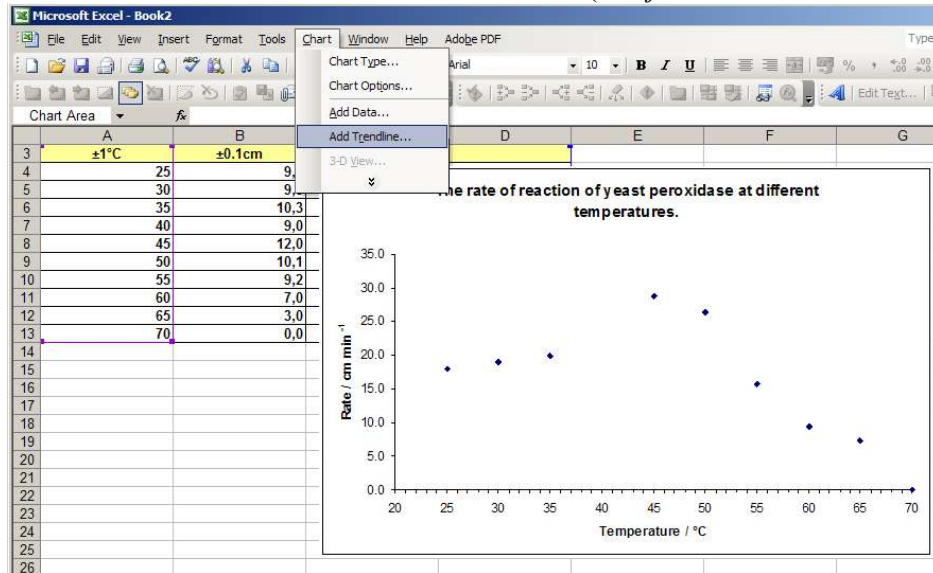 Microsoft Excel - Book2
File Edit View Insert Format Tools Chart Window Help Adobe PDF
Type
Chart Type...
Chart Options...
Add Data...
Add Trendline...
3-D View...
Arial
10
B I U
%
Edit Text...
Chart Area
fx
A B D E F G
3 ±1°C ±0.1cm
4 25 9,
5 30 9,
6 35 10,3
7 40 9,0
8 45 12,0
9 50 10,1
10 55 9,2
11 60 7,0
12 65 3,0
13 70 0,0
14
15
16
17
18
19
20
21
22
23
24
25
26
rate of reaction of yeast peroxidase at different
temperatures.
35.0
30.0
25.0
20.0
15.0
10.0
5.0
0.0
Rate / cm min⁻¹
20 25 30 35 40 45 50 55 60 65 70
Temperature / °C